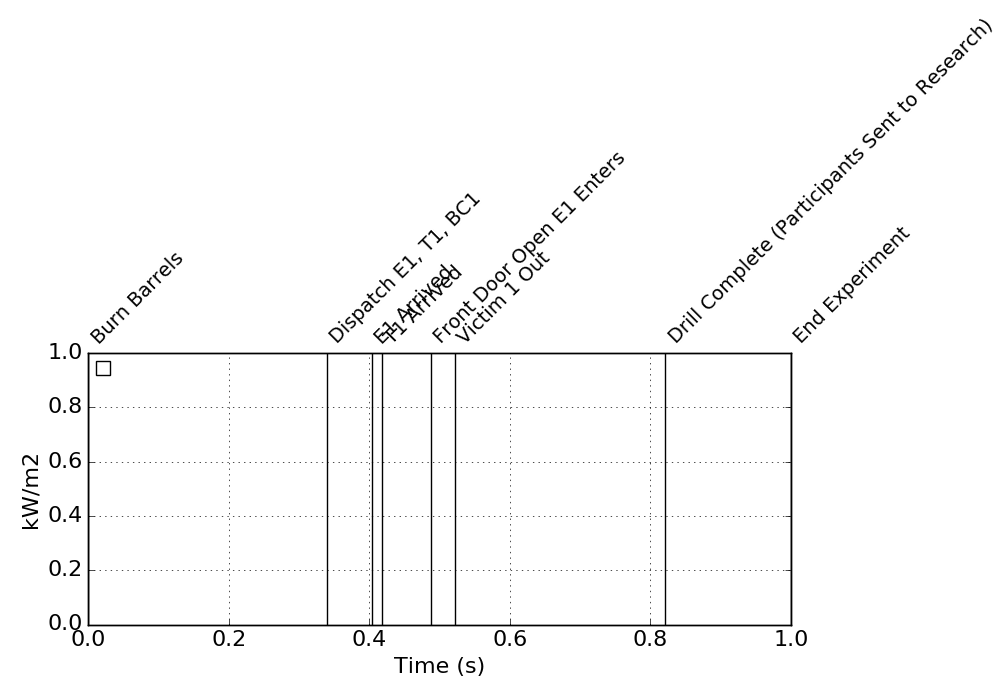 Burn Barrels
Dispatch E1, T1, BC1
E1 Arrived
T1 Arrived
Front Door Open E1 Enters
Victim 1 Out
Drill Complete (Participants Sent to Research)
End Experiment
1.0
0.8
0.6
0.4
0.2
0.0
kW/m2
0.0 0.2 0.4 0.6 0.8 1.0
Time (s)